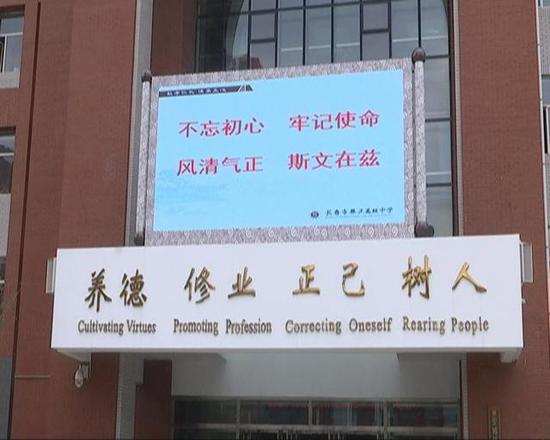 不忘初心 牢记使命
风清气正 斯文在兹
养德 修业 正己 树人
Cultivating Virtues Promoting Profession Correcting Oneself Rearing People